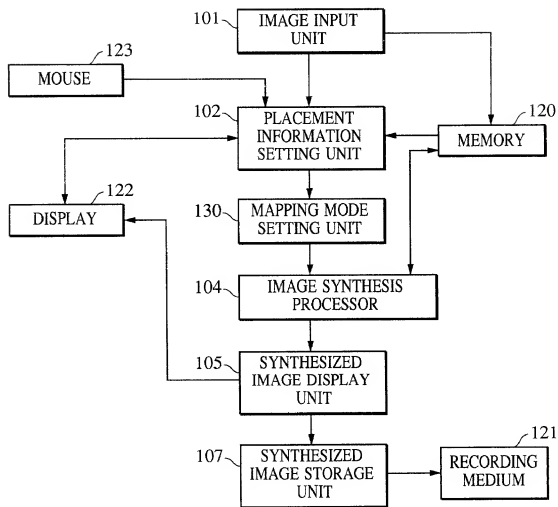 101
IMAGE INPUT
UNIT
123
MOUSE
102
PLACEMENT
INFORMATION
SETTING UNIT
120
MEMORY
122
DISPLAY
130
MAPPING MODE
SETTING UNIT
104
IMAGE SYNTHESIS
PROCESSOR
105
SYNTHESIZED
IMAGE DISPLAY
UNIT
107
SYNTHESIZED
IMAGE STORAGE
UNIT
121
RECORDING
MEDIUM